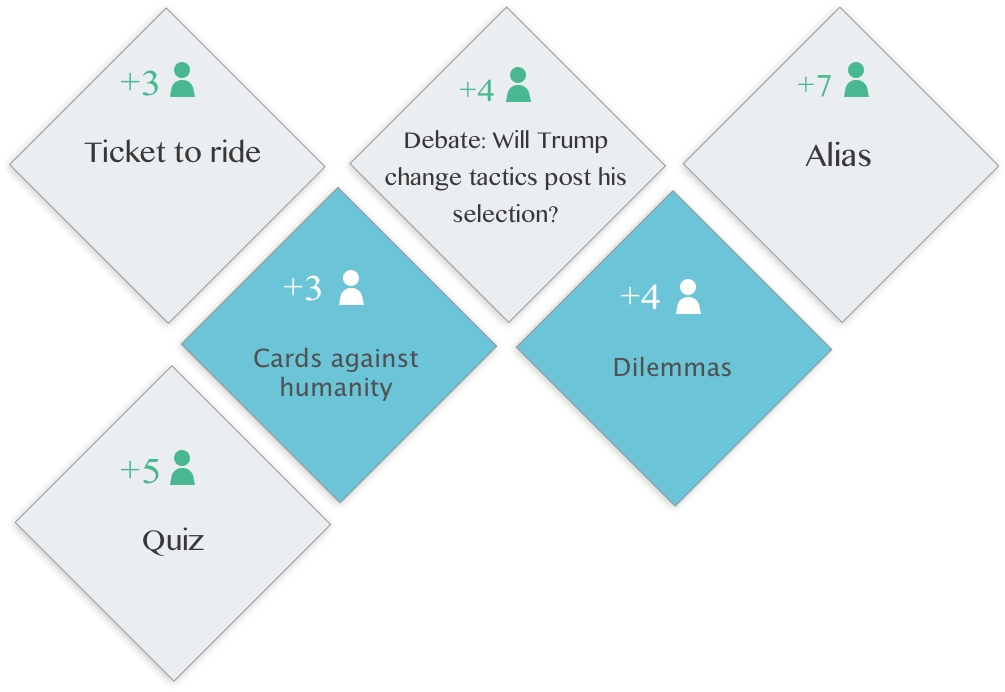 +3
Ticket to ride
+4
Debate: Will Trump
change tactics post his
selection?
+7
Alias
+3
Cards against
humanity
+4
Dilemmas
+5
Quiz